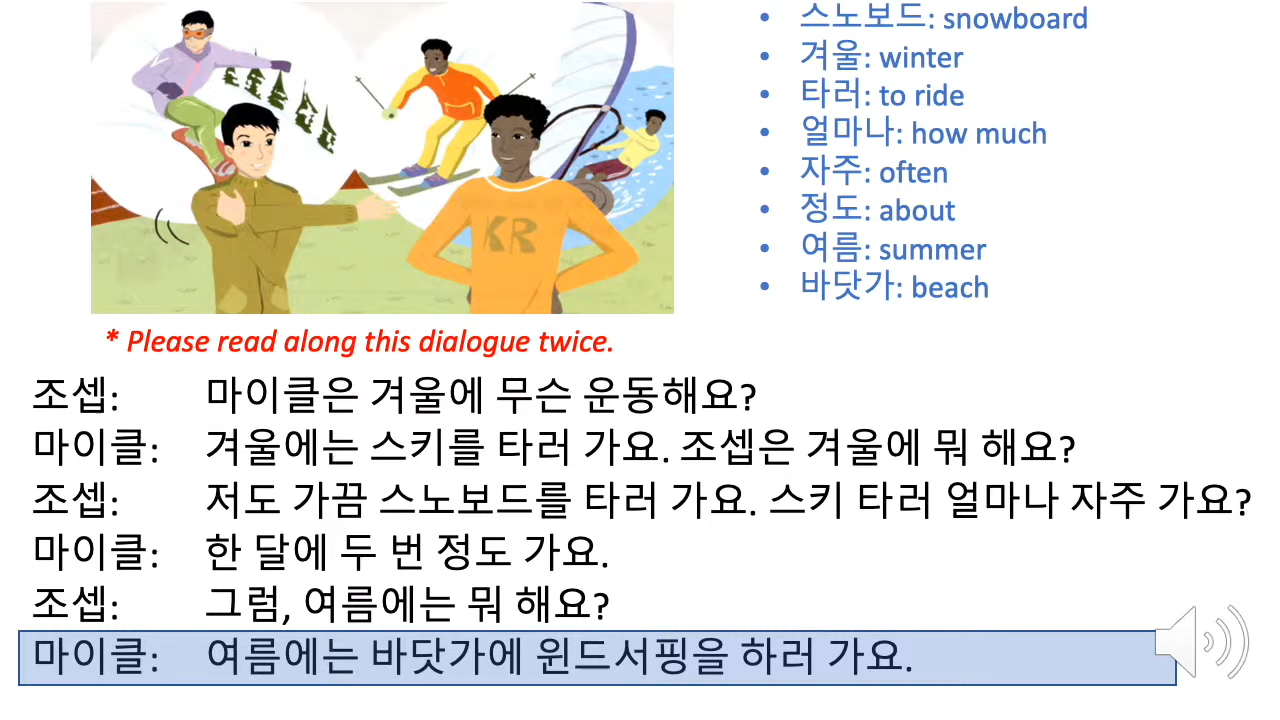 • 스노보드: snowboard
• 겨울: winter
• 타러: to ride
• 얼마나: how much
• 자주: often
• 정도: about
• 여름: summer
• 바닷가: beach
KR
* Please read along this dialogue twice.
조셉: 마이클은 겨울에 무슨 운동해요?
마이클: 겨울에는 스키를 타러 가요. 조셉은 겨울에 뭐 해요?
조셉: 저도 가끔 스노보드를 타러 가요. 스키 타러 얼마나 자주 가요?
마이클: 한 달에 두 번 정도 가요.
조셉: 그럼, 여름에는 뭐 해요?
마이클: 여름에는 바닷가에 윈드서핑을 하러 가요.